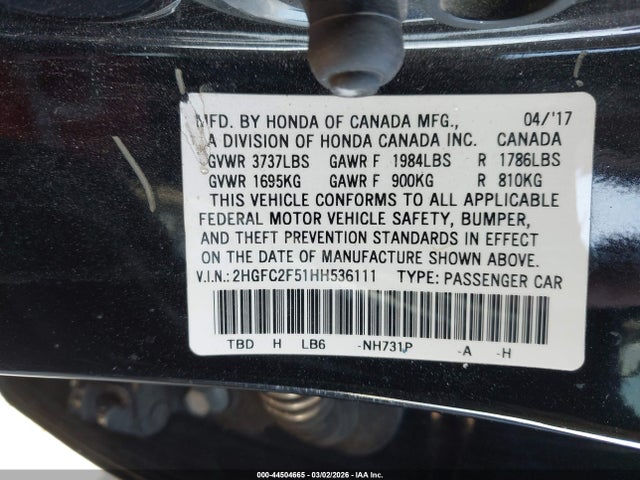 MFD. BY HONDA OF CANADA MFG., 04/'17
A DIVISION OF HONDA CANADA INC. CANADA
GVWR 3737LBS GAWR F 1984LBS R 1786LBS
GVWR 1695KG GAWR F 900KG R 810KG
THIS VEHICLE CONFORMS TO ALL APPLICABLE
FEDERAL MOTOR VEHICLE SAFETY, BUMPER,
AND THEFT PREVENTION STANDARDS IN EFFECT
ON THE DATE OF MANUFACTURE SHOWN ABOVE.
V.I.N.: 2HGFC2F51HH536111 TYPE: PASSENGER CAR
TBD H LB6 -NH731P -A -H
000-44504665 - 03/02/2026 - IAA Inc.